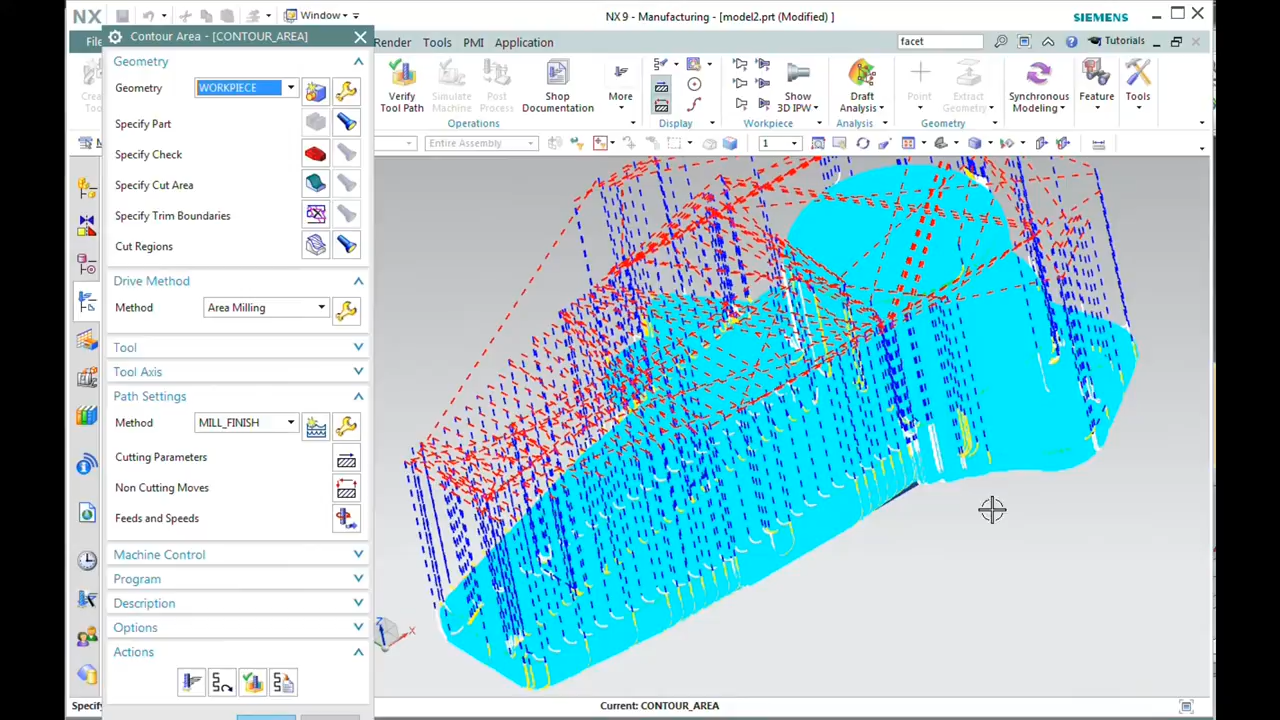 NX
Window
NX 9 - Manufacturing - [model2.prt (Modified) ]
SIEMENS
Contour Area - [CONTOUR_AREA]
Fil
Render
Tools
PMI
Application
facet
Tutorials
Geometry
Geometry
WORKPIECE
Specify Part
Specify Check
Specify Cut Area
Specify Trim Boundaries
Cut Regions
Drive Method
Method
Area Milling
Tool
Tool Axis
Path Settings
Method
MILL_FINISH
Cutting Parameters
Non Cutting Moves
Feeds and Speeds
Machine Control
Program
Description
Options
Actions
Verify
Tool Path
Simulate
Machine
Post
Process
Shop
Documentation
More
Operations
Display
Show
3D IPW
Workpiece
Draft
Analysis
Analysis
Point
Extract
Geometry
Geometry
Synchronous
Modeling
Feature
Tools
Entire Assembly
1
Z
X
Specify
Current: CONTOUR_AREA